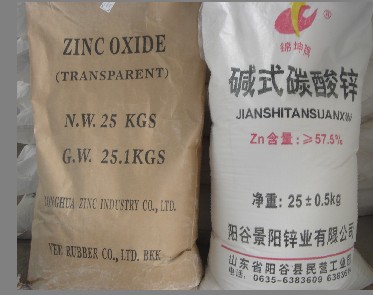 ZINC OXIDE
(TRANSPARENT)
N.W. 25 KGS
G.W. 25.1KGS
ZINC INDUSTRY CO., LTD.
RUBBER CO., LTD. BKK
碱式碳酸锌
JIANSHITANSUANXIN
Zn含量:≥57.5%
净重:25±0.5kg
阳谷景阳锌业有限公司
山东省阳谷县民营工业园
电话:0635-6383609 6383